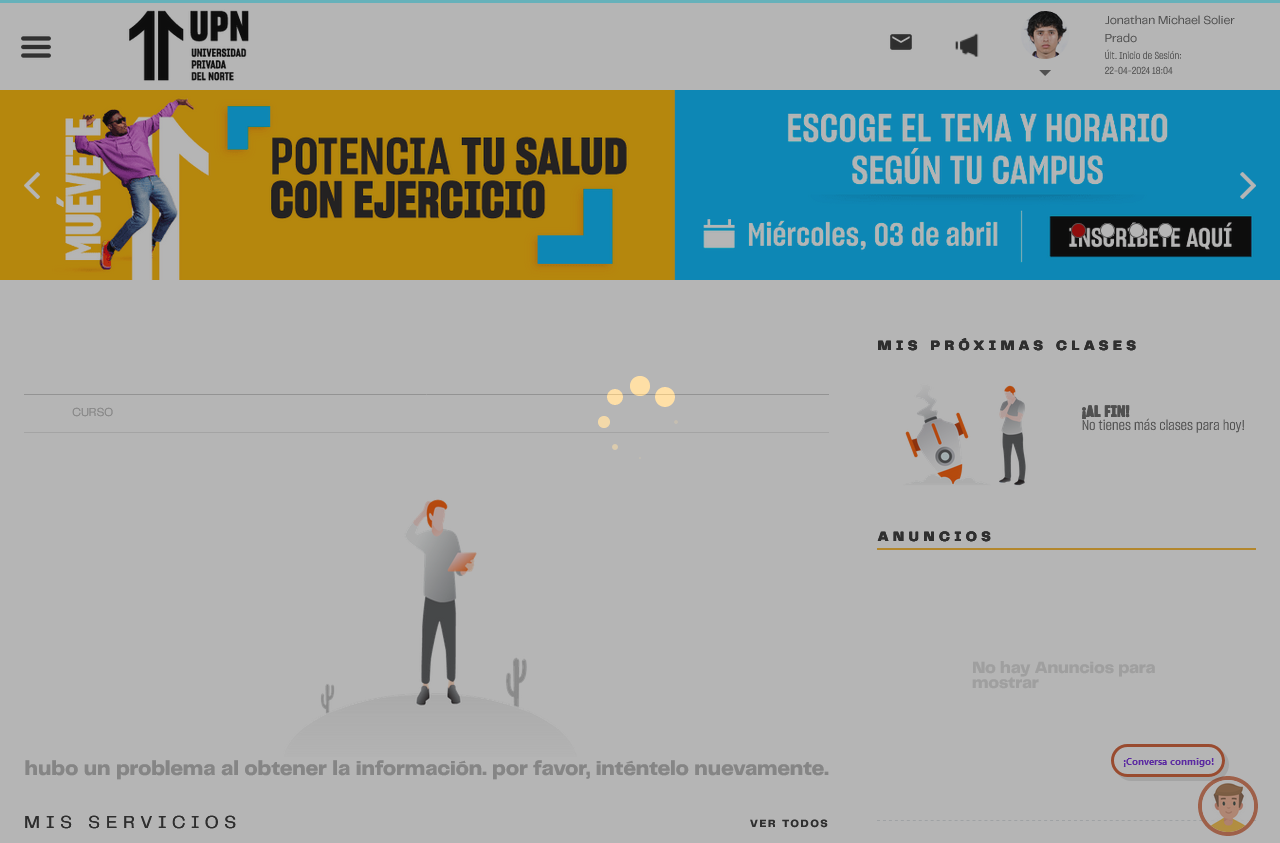 UPN
UNIVERSIDAD
PRIVADA
DEL NORTE
Jonathan Michael Solier
Prado
Últ. Inicio de Sesión:
22-04-2024 18:04
MUÉVETE
POTENCIA TU SALUD
CON EJERCICIO
ESCOGE EL TEMA Y HORARIO
SEGÚN TU CAMPUS
Miércoles, 03 de abril
INSCRÍBETE AQUÍ
MIS PRÓXIMAS CLASES
CURSO
¡AL FIN!
No tienes más clases para hoy!
ANUNCIOS
No hay Anuncios para
mostrar
hubo un problema al obtener la información. por favor, inténtelo nuevamente.
¡Conversa conmigo!
MIS SERVICIOS
VER TODOS